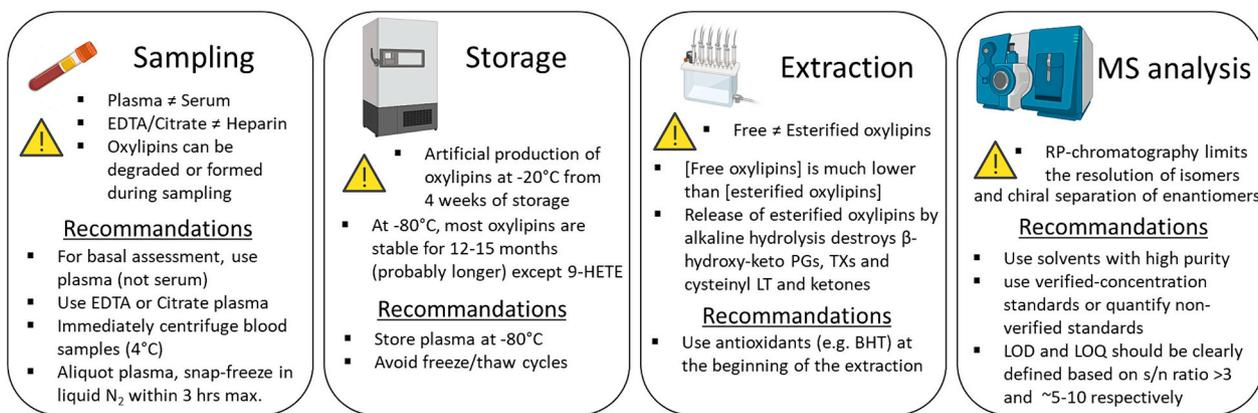 Sampling
Plasma ≠ Serum
EDTA/Citrate ≠ Heparin
Oxylipins can be
degraded or formed
during sampling
Recommandations
For basal assessment, use
plasma (not serum)
Use EDTA or Citrate plasma
Immediately centrifuge blood
samples (4°C)
Aliquot plasma, snap-freeze in
liquid N₂ within 3 hrs max.
Storage
Artificial production of
oxylipins at -20°C from
4 weeks of storage
At -80°C, most oxylipins are
stable for 12-15 months
(probably longer) except 9-HETE
Recommandations
Store plasma at -80°C
Avoid freeze/thaw cycles
Extraction
Free ≠ Esterified oxylipins
[Free oxylipins] is much lower
than [esterified oxylipins]
Release of esterified oxylipins by
alkaline hydrolysis destroys β-
hydroxy-keto PGs, TXs and
cysteinyl LT and ketones
Recommandations
Use antioxidants (e.g. BHT) at
the beginning of the extraction
MS analysis
RP-chromatography limits
the resolution of isomers
and chiral separation of enantiomers
Recommandations
Use solvents with high purity
use verified-concentration
standards or quantify non-
verified standards
LOD and LOQ should be clearly
defined based on s/n ratio >3
and ~5-10 respectively